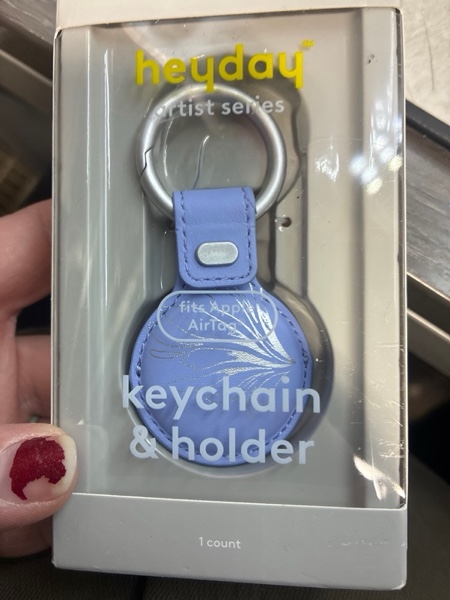 heyday
artist series
fits Apple
AirTag
keychain
& holder
1 count